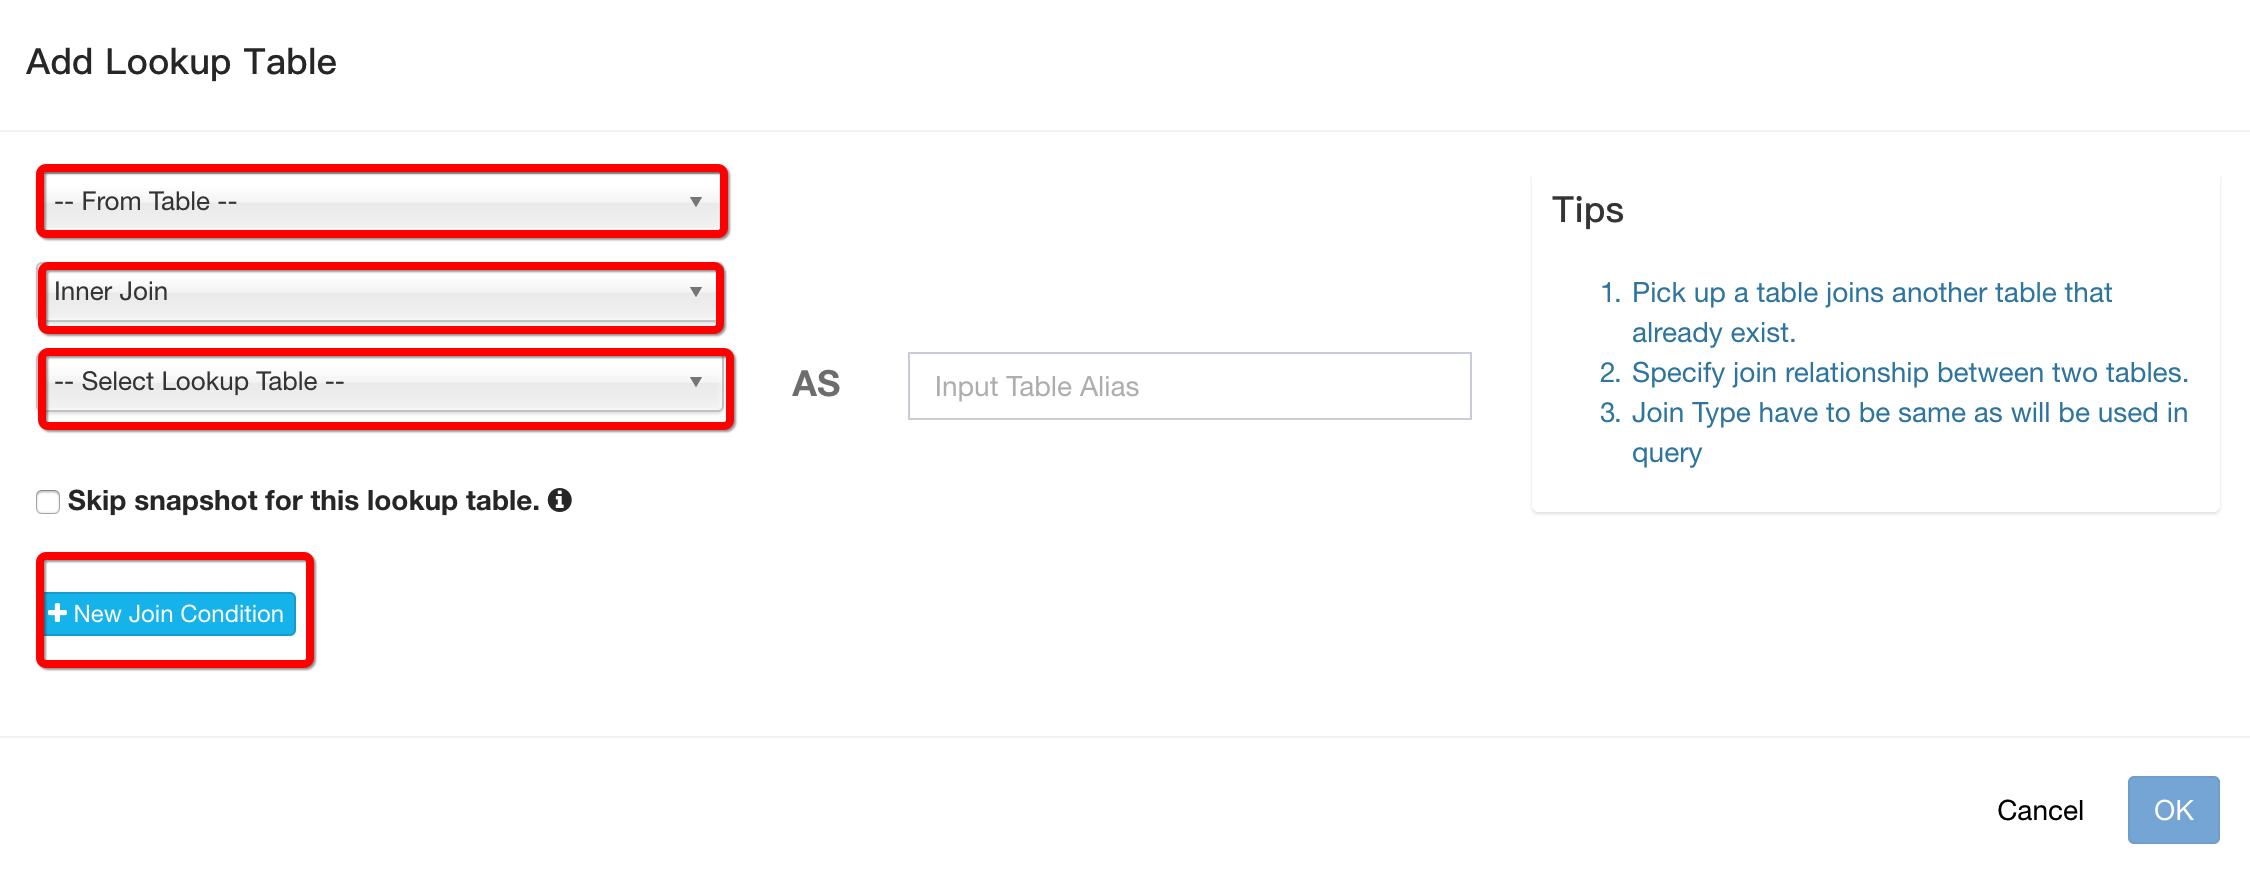 Add Lookup Table
-- From Table --
Inner Join
-- Select Lookup Table --
AS
Input Table Alias
Skip snapshot for this lookup table.
New Join Condition
Tips
1. Pick up a table joins another table that
already exist.
2. Specify join relationship between two tables.
3. Join Type have to be same as will be used in
query
Cancel
OK